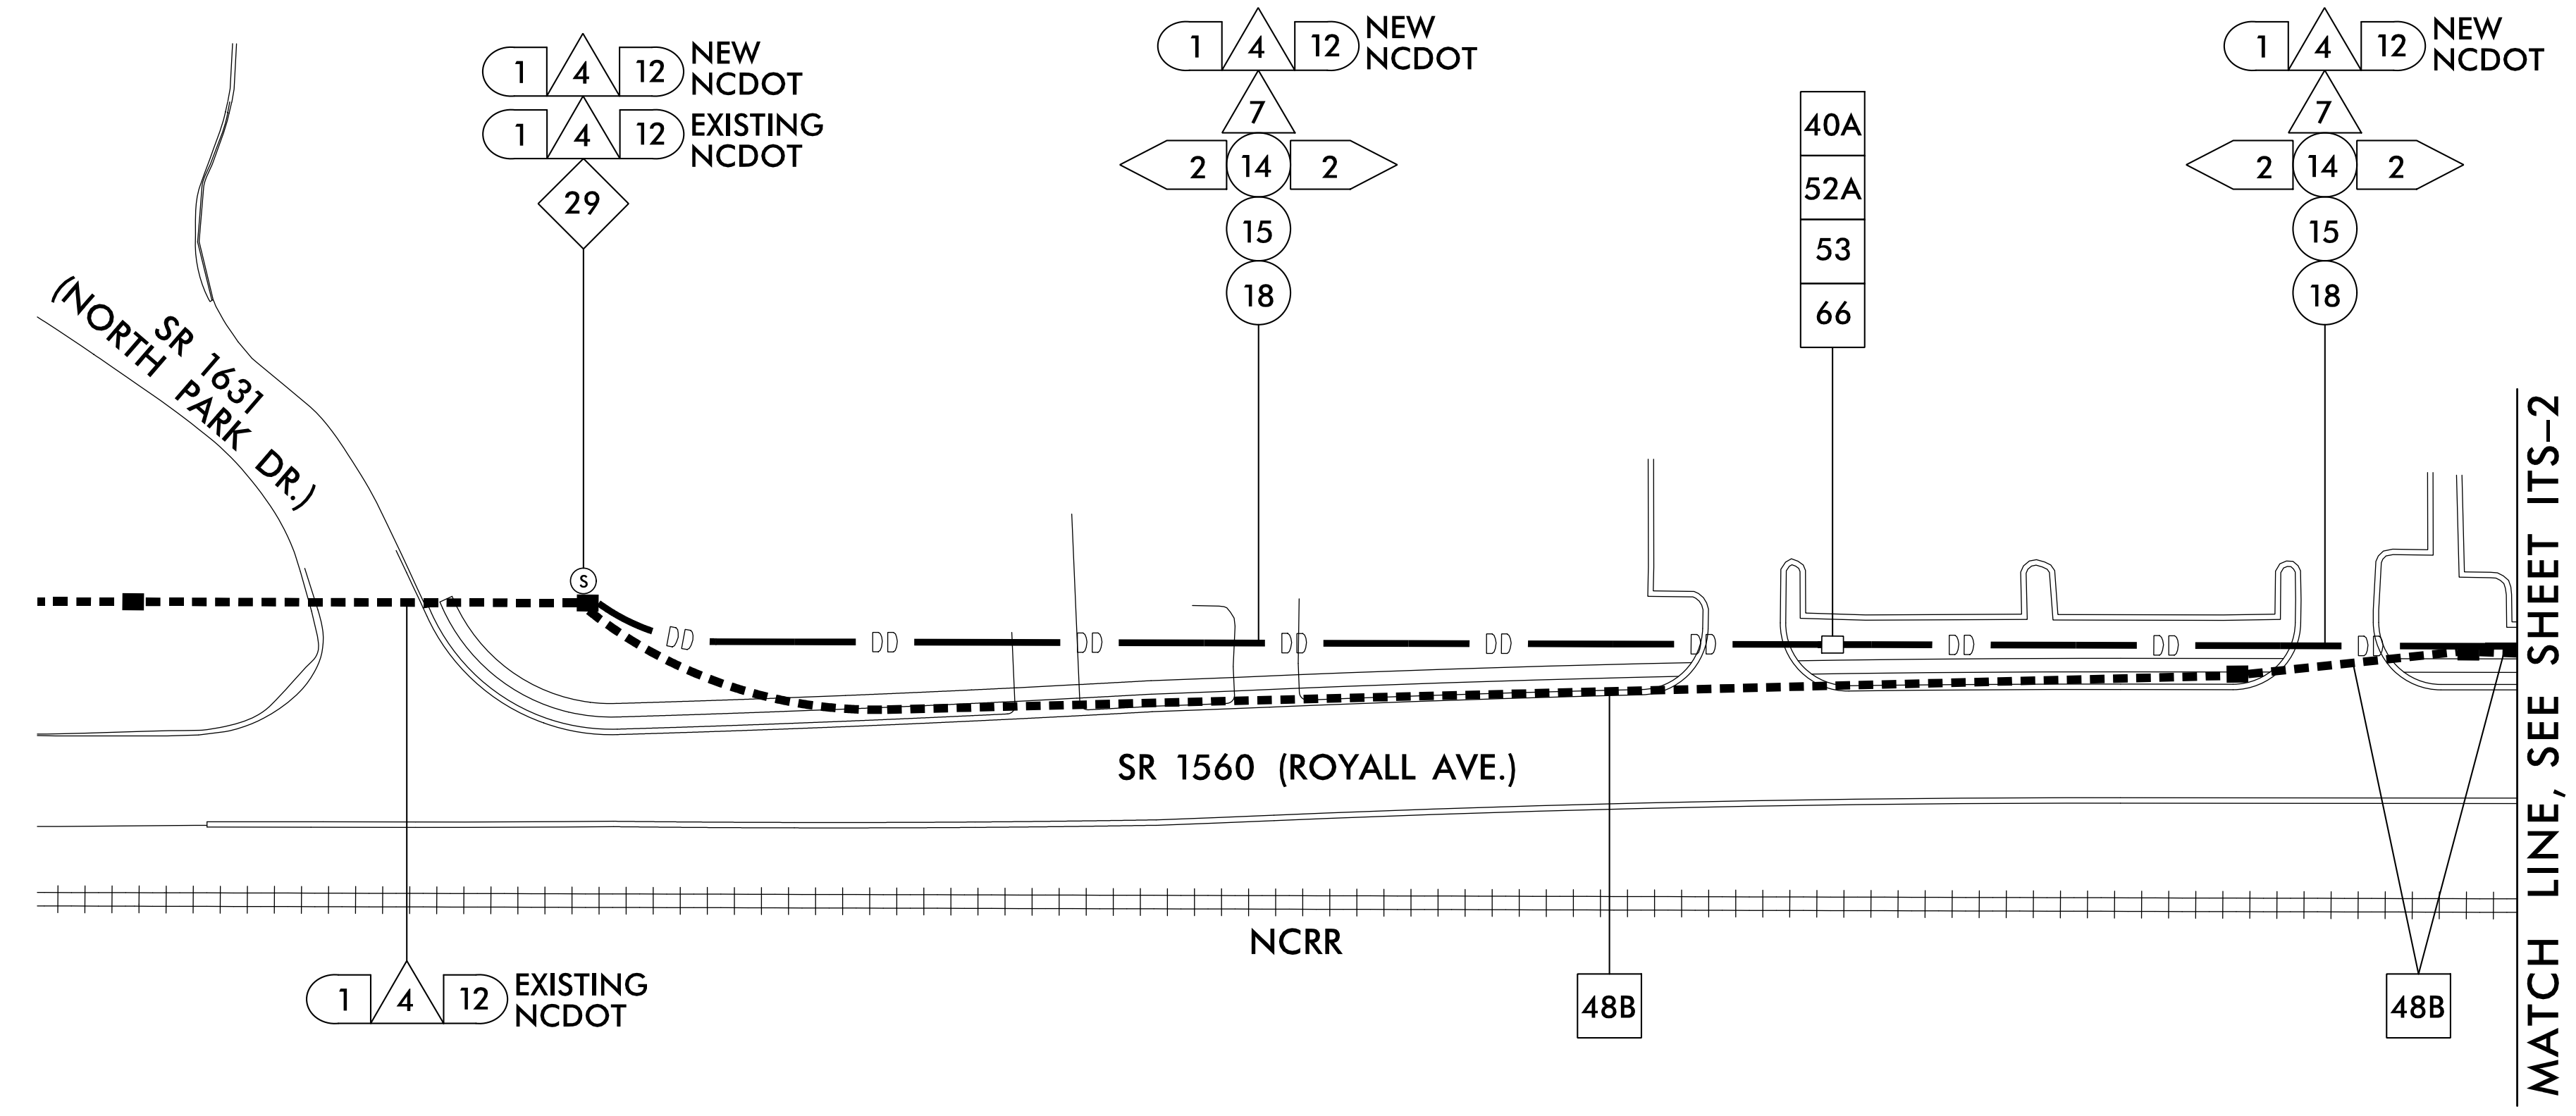 1 4 12 NEW
NCDOT
1 4 12 EXISTING
NCDOT
29
S
1 4 12 NEW
NCDOT
7
2 14 2
15
18
40A
52A
53
66
1 4 12 NEW
NCDOT
7
2 14 2
15
18
SR 1631
(NORTH PARK DR.)
DD DD DD DD DD DD DD DD DD
SR 1560 (ROYALL AVE.)
NCRR
1 4 12 EXISTING
NCDOT
48B
48B
MATCH LINE, SEE SHEET ITS-2